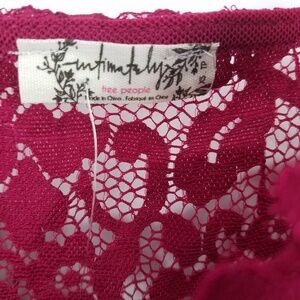 intimately
free people
Made in China . Fabriqué en Chine